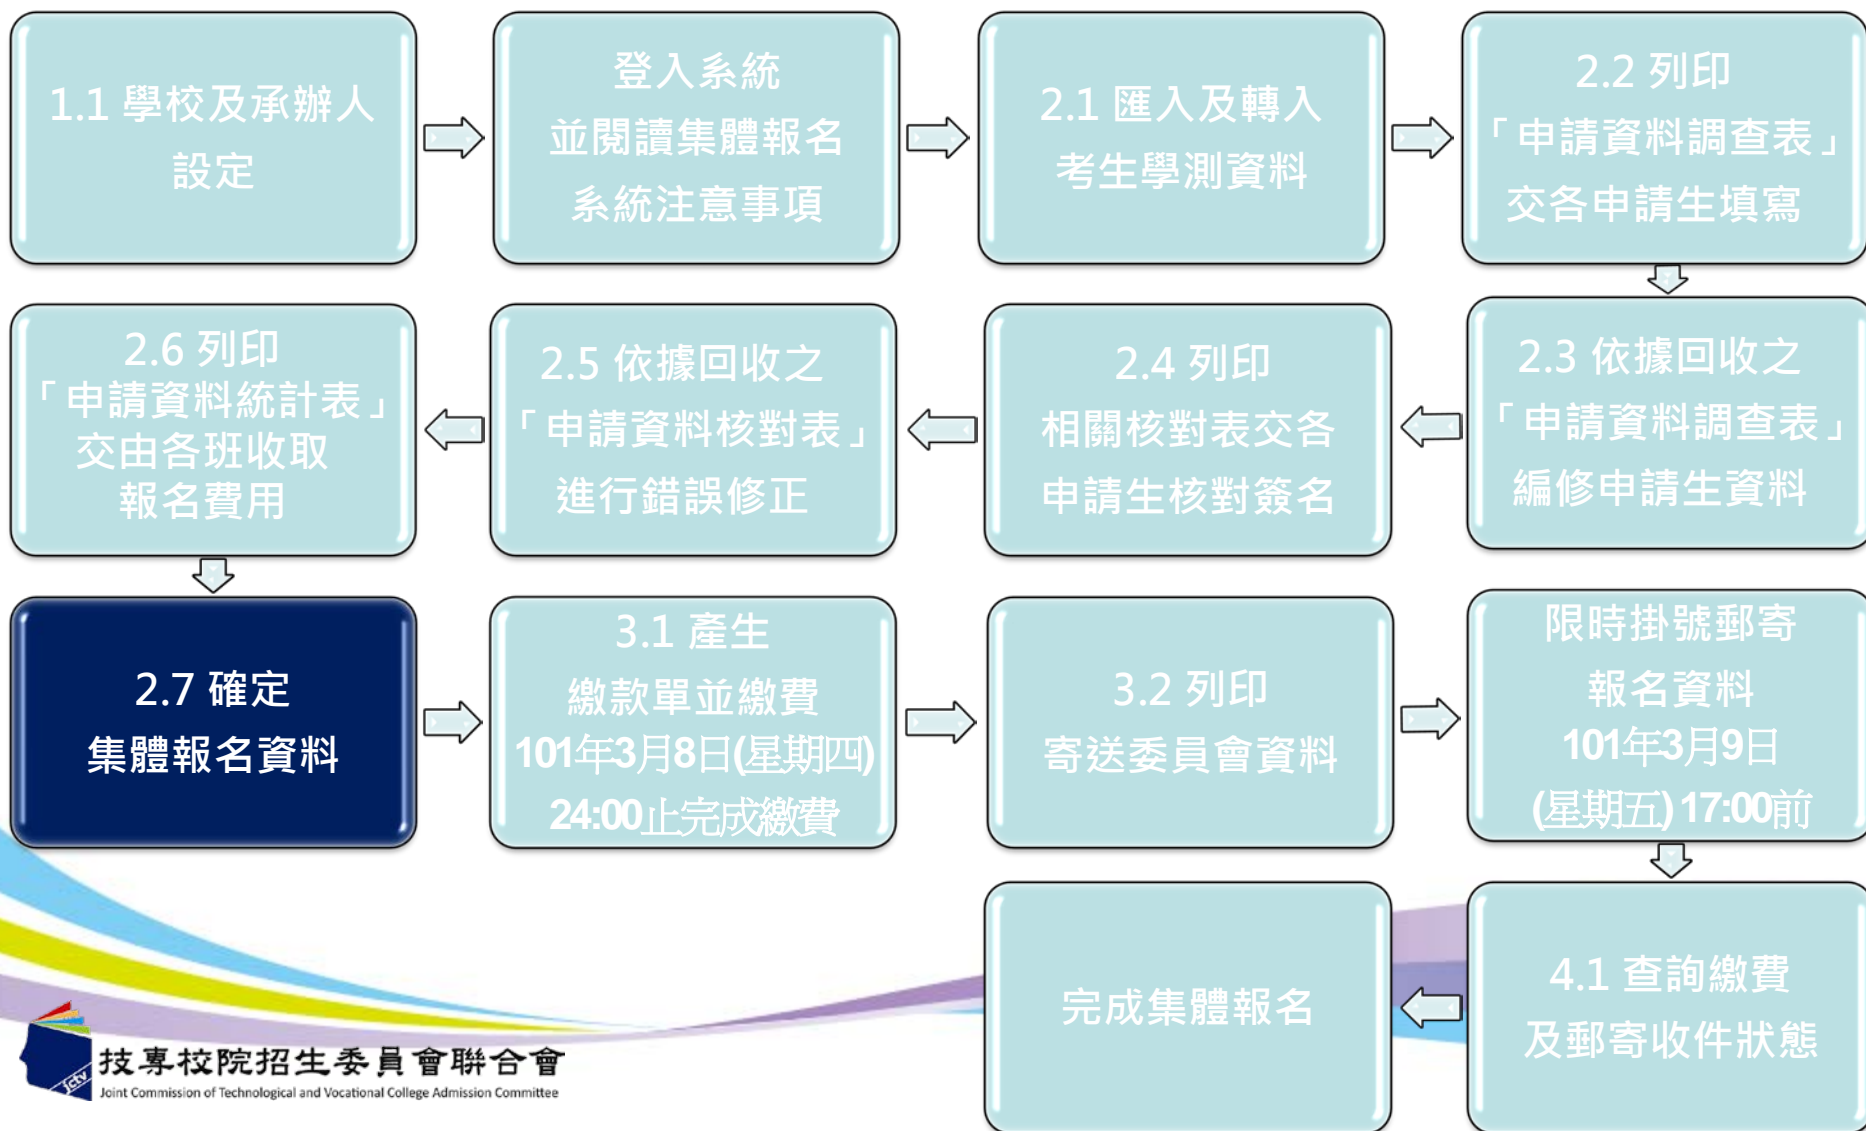 1.1 學校及承辦人
設定
登入系統
並閱讀集體報名
系統注意事項
2.1 匯入及轉入
考生學測資料
2.2 列印
「申請資料調查表」
交各申請生填寫
2.3 依據回收之
「申請資料調查表」
編修申請生資料
2.4 列印
相關核對表交各
申請生核對簽名
2.5 依據回收之
「申請資料核對表」
進行錯誤修正
2.6 列印
「申請資料統計表」
交由各班收取
報名費用
2.7 確定
集體報名資料
3.1 產生
繳款單並繳費
101年3月8日(星期四)
24:00止完成繳費
3.2 列印
寄送委員會資料
限時掛號郵寄
報名資料
101年3月9日
(星期五) 17:00前
4.1 查詢繳費
及郵寄收件狀態
完成集體報名
jctv
技專校院招生委員會聯合會
Joint Commission of Technological and Vocational College Admission Committee